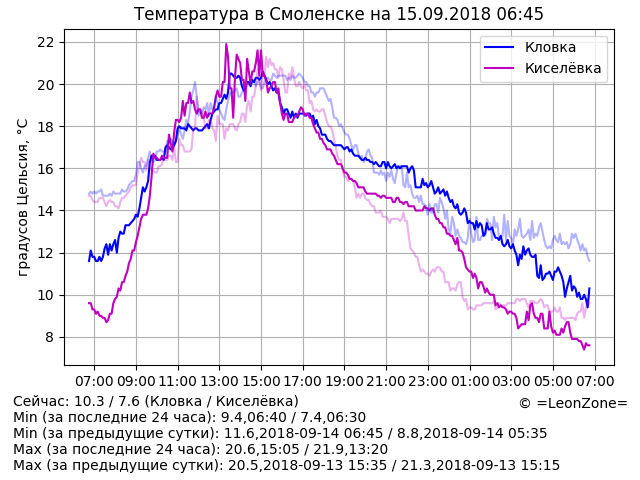 Температура в Смоленске на 15.09.2018 06:45
Кловка
Киселёвка
градусов Цельсия, °C
22
20
18
16
14
12
10
8
07:00 09:00 11:00 13:00 15:00 17:00 19:00 21:00 23:00 01:00 03:00 05:00 07:00
Сейчас: 10.3 / 7.6 (Кловка / Киселёвка)
© =LeonZone=
Min (за последние 24 часа): 9.4,06:40 / 7.4,06:30
Min (за предыдущие сутки): 11.6,2018-09-14 06:45 / 8.8,2018-09-14 05:35
Max (за последние 24 часа): 20.6,15:05 / 21.9,13:20
Max (за предыдущие сутки): 20.5,2018-09-13 15:35 / 21.3,2018-09-13 15:15